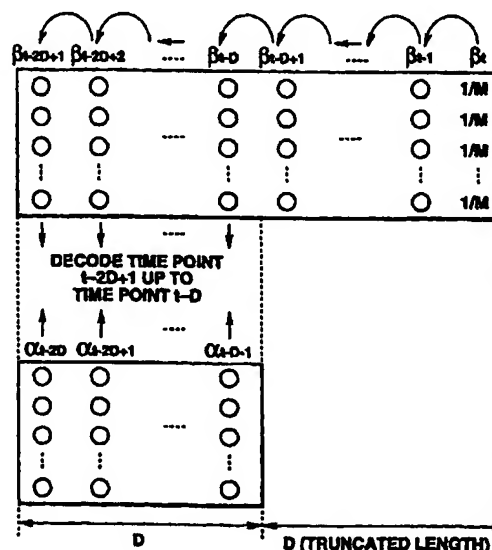 βt-2D+1 βt-2D+2 ..... βt-D βt-D+1 ..... βt-1 βt
1/M
1/M
..... ..... 1/M
1/M
.....
DECODE TIME POINT
t-2D+1 UP TO
TIME POINT t-D
.....
αt-2D αt-2D+1 αt-D-1
.....
D D (TRUNCATED LENGTH)